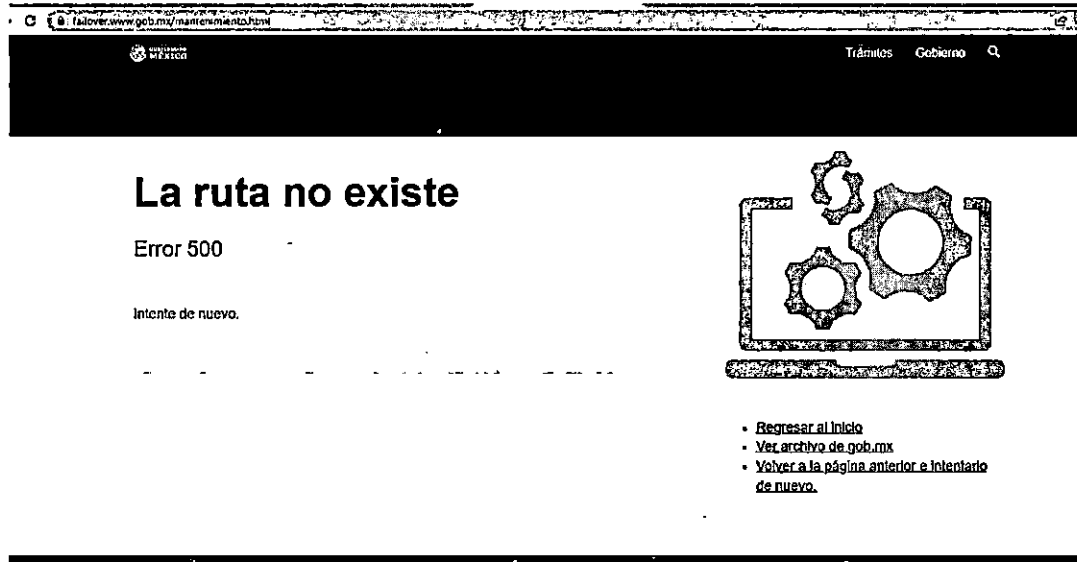 failover.www.gob.mx/mantenimiento.html
MÉXICO
Trámites Gobierno
La ruta no existe
Error 500
Intente de nuevo.
Regresar al inicio
Ver archivo de gob.mx
Volver a la página anterior e intentarlo
de nuevo.